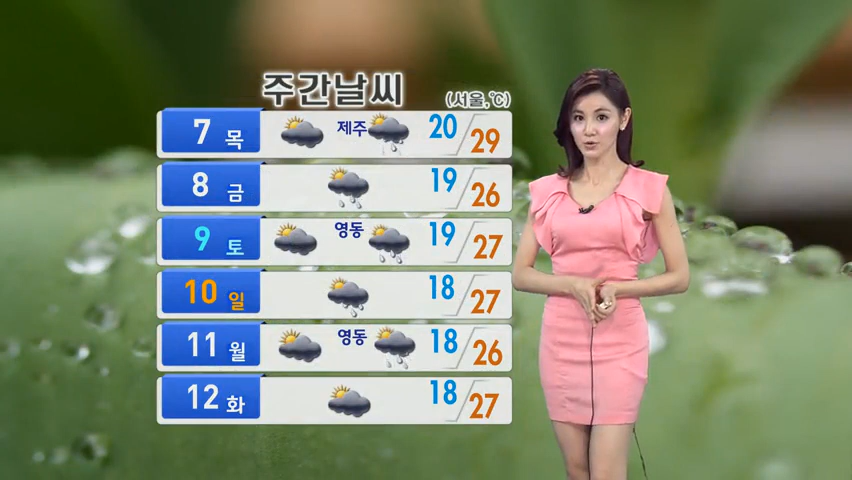 주간날씨 (서울,℃)
7 목 제주 20/29
8 금 19/26
9 토 영동 19/27
10 일 18/27
11 월 영동 18/26
12 화 18/27